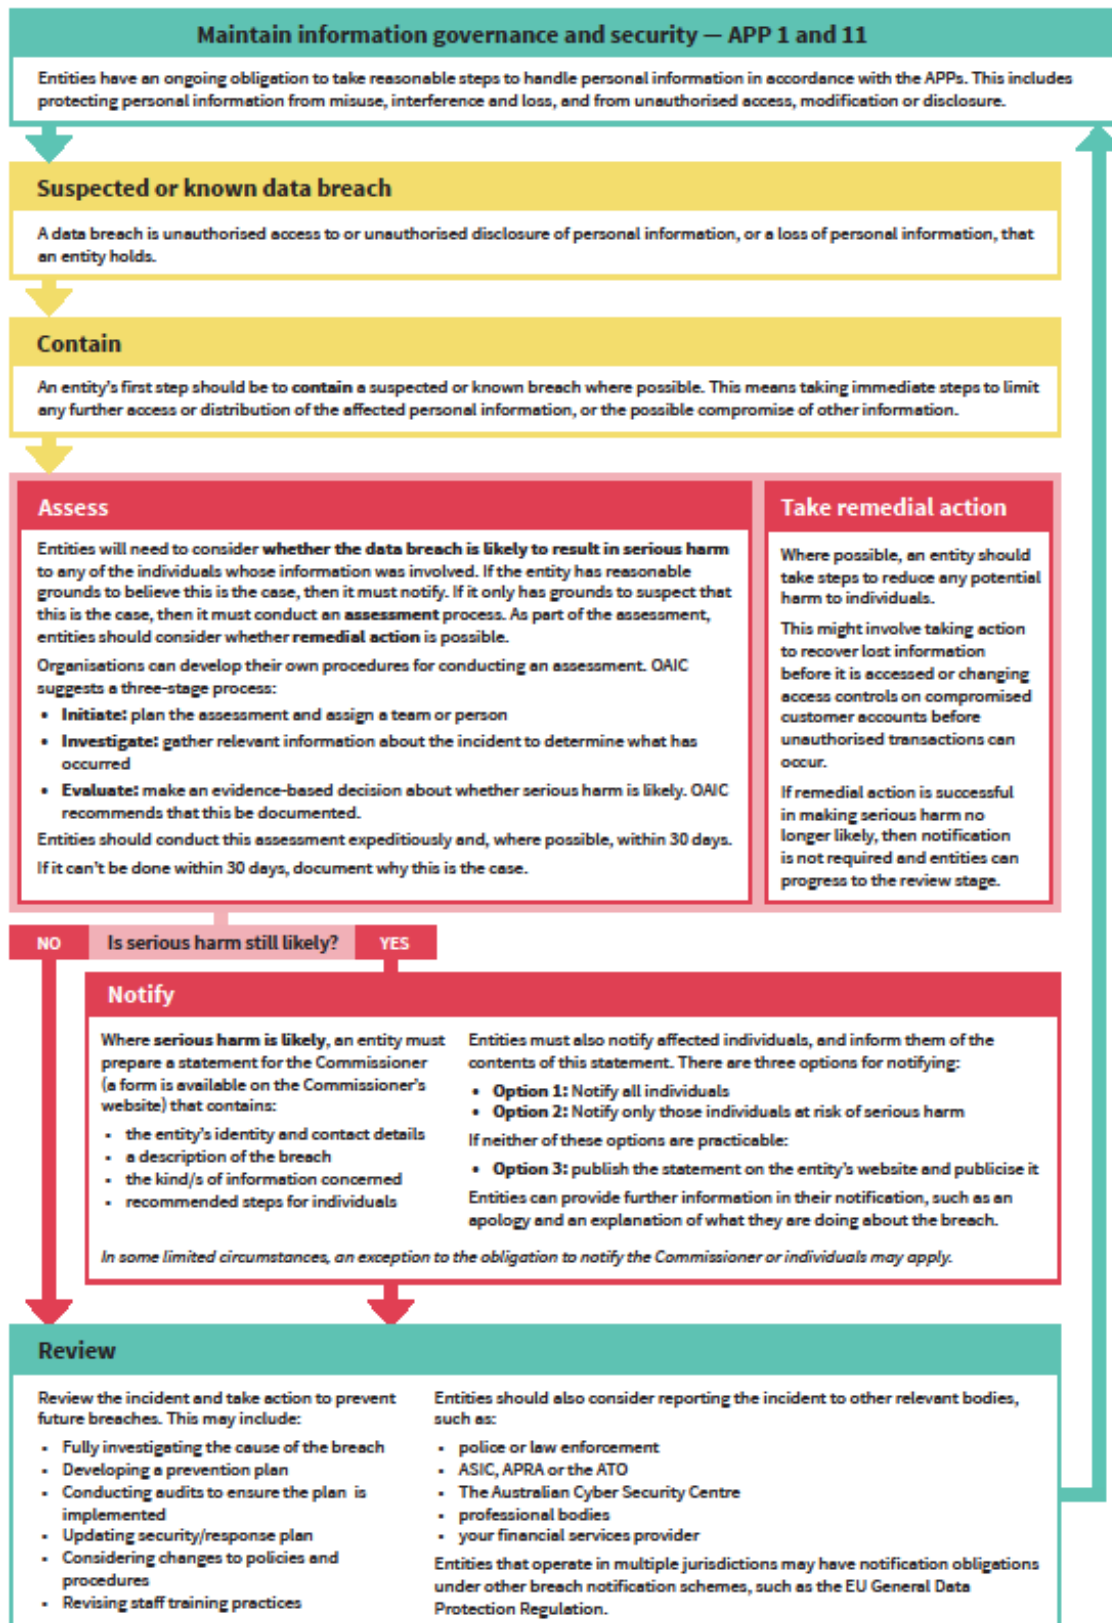 Maintain information governance and security — APP 1 and 11
Entities have an ongoing obligation to take reasonable steps to handle personal information in accordance with the APPs. This includes
protecting personal information from misuse, interference and loss, and from unauthorised access, modification or disclosure.
Suspected or known data breach
A data breach is unauthorised access to or unauthorised disclosure of personal information, or a loss of personal information, that
an entity holds.
Contain
An entity's first step should be to contain a suspected or known breach where possible. This means taking immediate steps to limit
any further access or distribution of the affected personal information, or the possible compromise of other information.
Assess
Entities will need to consider whether the data breach is likely to result in serious harm
to any of the individuals whose information was involved. If the entity has reasonable
grounds to believe this is the case, then it must notify. If it only has grounds to suspect that
this is the case, then it must conduct an assessment process. As part of the assessment,
entities should consider whether remedial action is possible.
Organisations can develop their own procedures for conducting an assessment. OAIC
suggests a three-stage process:
• Initiate: plan the assessment and assign a team or person
• Investigate: gather relevant information about the incident to determine what has
occurred
• Evaluate: make an evidence-based decision about whether serious harm is likely. OAIC
recommends that this be documented.
Entities should conduct this assessment expeditiously and, where possible, within 30 days.
If it can't be done within 30 days, document why this is the case.
Take remedial action
Where possible, an entity should
take steps to reduce any potential
harm to individuals.
This might involve taking action
to recover lost information
before it is accessed or changing
access controls on compromised
customer accounts before
unauthorised transactions can
occur.
If remedial action is successful
in making serious harm no
longer likely, then notification
is not required and entities can
progress to the review stage.
NO Is serious harm still likely? YES
Notify
Where serious harm is likely, an entity must
prepare a statement for the Commissioner
(a form is available on the Commissioner's
website) that contains:
• the entity's identity and contact details
• a description of the breach
• the kind/s of information concerned
• recommended steps for individuals
Entities must also notify affected individuals, and inform them of the
contents of this statement. There are three options for notifying:
• Option 1: Notify all individuals
• Option 2: Notify only those individuals at risk of serious harm
If neither of these options are practicable:
• Option 3: publish the statement on the entity's website and publicise it
Entities can provide further information in their notification, such as an
apology and an explanation of what they are doing about the breach.
In some limited circumstances, an exception to the obligation to notify the Commissioner or individuals may apply.
Review
Review the incident and take action to prevent
future breaches. This may include:
• Fully investigating the cause of the breach
• Developing a prevention plan
• Conducting audits to ensure the plan is
implemented
• Updating security/response plan
• Considering changes to policies and
procedures
• Revising staff training practices
Entities should also consider reporting the incident to other relevant bodies,
such as:
• police or law enforcement
• ASIC, APRA or the ATO
• The Australian Cyber Security Centre
• professional bodies
• your financial services provider
Entities that operate in multiple jurisdictions may have notification obligations
under other breach notification schemes, such as the EU General Data
Protection Regulation.